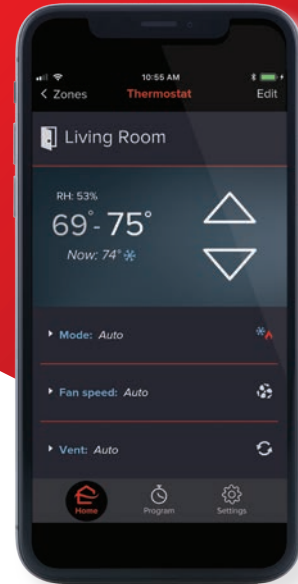 10:55 AM
< Zones Thermostat Edit
Living Room
RH: 53%
69°- 75°
Now: 74°
Mode: Auto
Fan speed: Auto
Vent: Auto
Home Program Settings